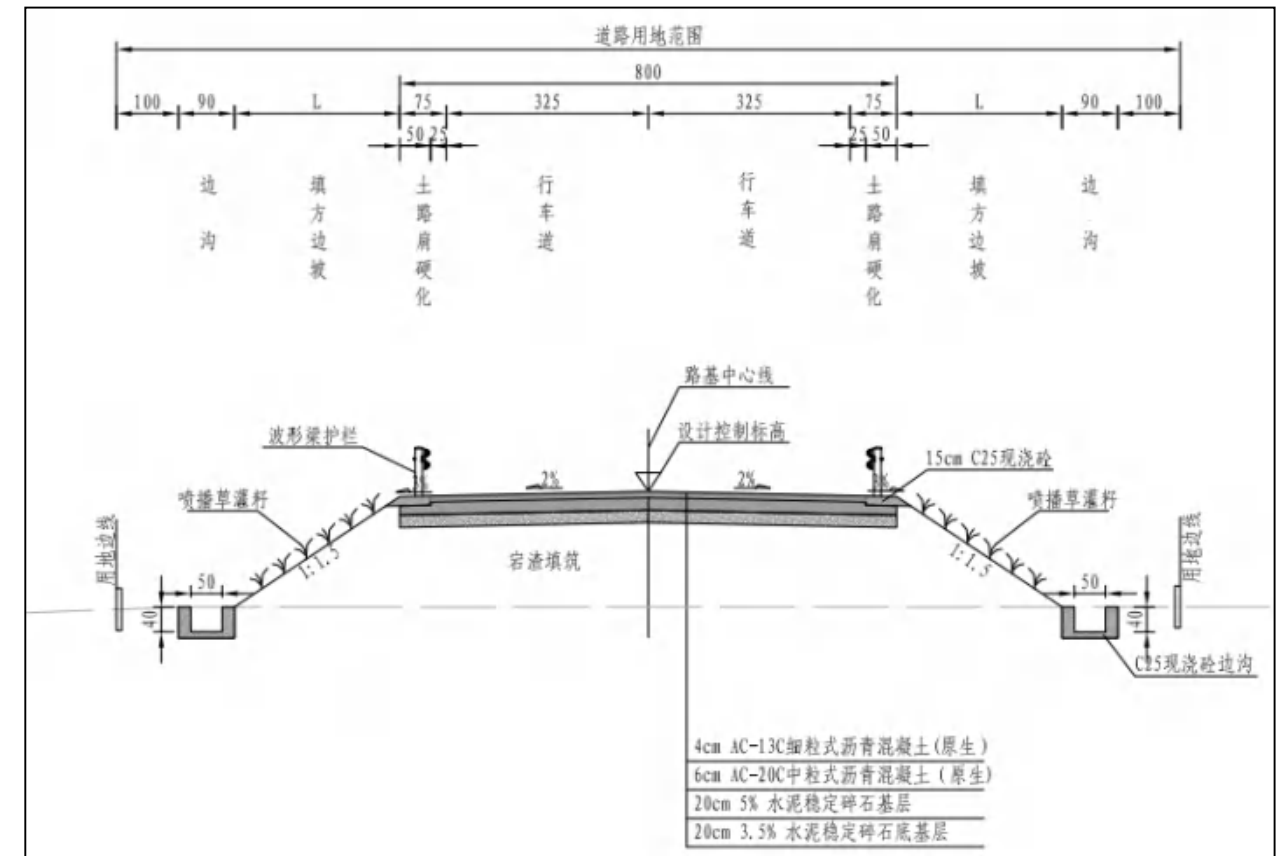 道路用地范围
800
100 90 L 75 325 325 75 L 90 100
50 25 25 50
边沟
填方边坡
土路肩硬化
行车道
行车道
土路肩硬化
填方边坡
边沟
路基中心线
波形梁护栏
设计控制标高
15cm C25现浇砼
2% 2%
喷播草灌籽
喷播草灌籽
用地边线
1:1.5
宕渣填筑
1:1.5
用地边线
50
50
40
40
C25现浇砼边沟
4cm AC-13C细粒式沥青混凝土(原生)
6cm AC-20C中粒式沥青混凝土(原生)
20cm 5% 水泥稳定碎石基层
20cm 3.5% 水泥稳定碎石底基层